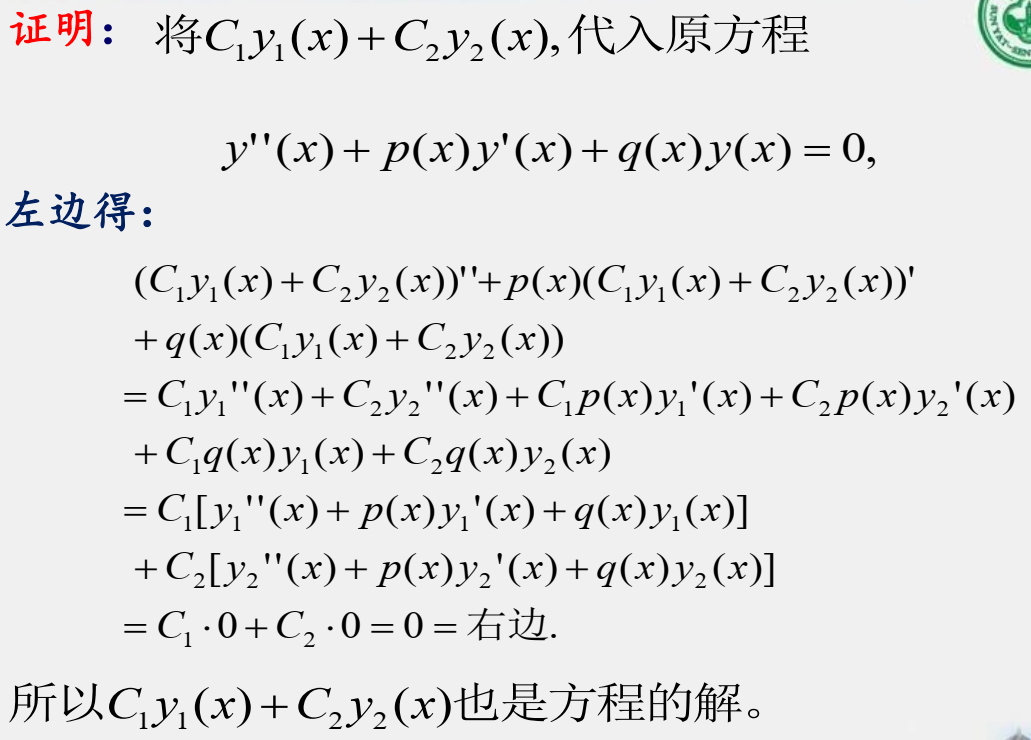 证明: 将C₁y₁(x) + C₂y₂(x), 代入原方程
y''(x) + p(x)y'(x) + q(x)y(x) = 0,
左边得:
(C₁y₁(x) + C₂y₂(x))''+ p(x)(C₁y₁(x) + C₂y₂(x))'
+ q(x)(C₁y₁(x) + C₂y₂(x))
= C₁y₁''(x) + C₂y₂''(x) + C₁p(x)y₁'(x) + C₂p(x)y₂'(x)
+ C₁q(x)y₁(x) + C₂q(x)y₂(x)
= C₁[y₁''(x) + p(x)y₁'(x) + q(x)y₁(x)]
+ C₂[y₂''(x) + p(x)y₂'(x) + q(x)y₂(x)]
= C₁·0 + C₂·0 = 0 = 右边.
所以C₁y₁(x) + C₂y₂(x)也是方程的解。